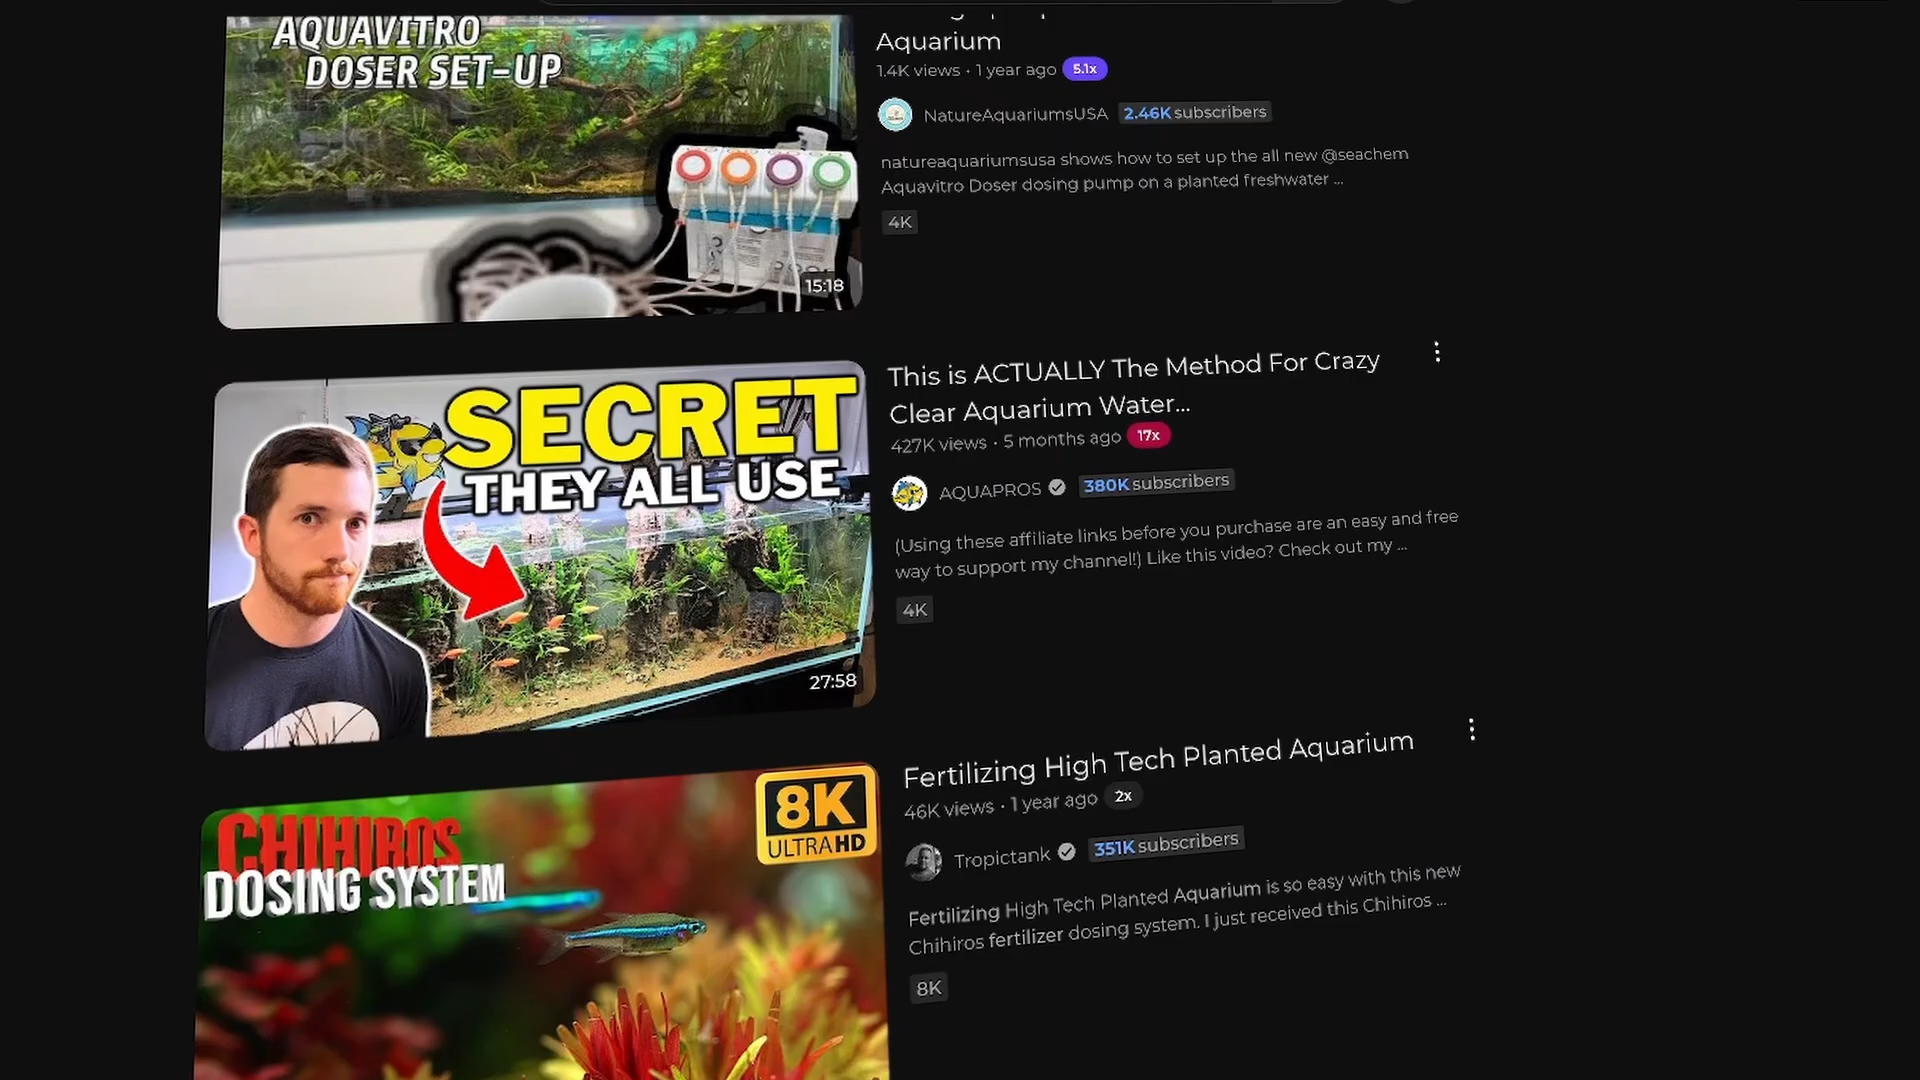 AQUAVITRO
DOSER SET-UP
15:18
Aquarium
1.4K views • 1 year ago 5.1x
NatureAquariumsUSA 2.46K subscribers
natureaquariumsusa shows how to set up the all new @seachem
Aquavitro Doser dosing pump on a planted freshwater ...
4K
SECRET
THEY ALL USE
27:58
This is ACTUALLY The Method For Crazy
Clear Aquarium Water...
427K views • 5 months ago 17x
AQUAPROS 380K subscribers
(Using these affiliate links before you purchase are an easy and free
way to support my channel!) Like this video? Check out my ...
4K
CHIHIROS
DOSING SYSTEM
8K
ULTRA HD
Fertilizing High Tech Planted Aquarium
46K views • 1 year ago 2x
Tropictank 351K subscribers
Fertilizing High Tech Planted Aquarium is so easy with this new
Chihiros fertilizer dosing system. I just received this Chihiros ...
8K